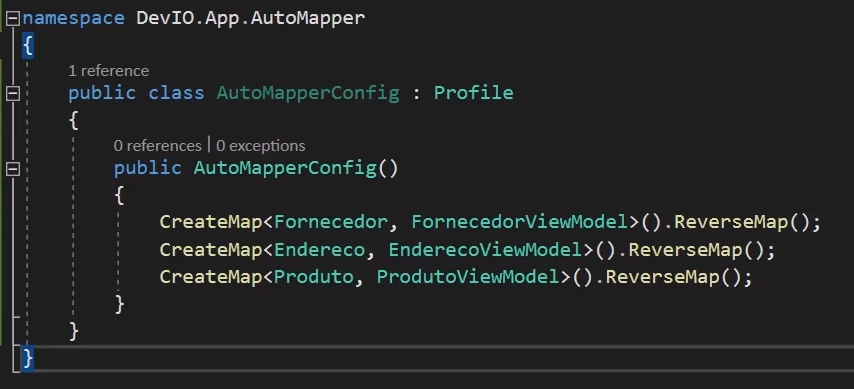 namespace DevIO.App.AutoMapper
{
1 reference
public class AutoMapperConfig : Profile
{
0 references | 0 exceptions
public AutoMapperConfig()
{
CreateMap<Fornecedor, FornecedorViewModel>().ReverseMap();
CreateMap<Endereco, EnderecoViewModel>().ReverseMap();
CreateMap<Produto, ProdutoViewModel>().ReverseMap();
}
}
}